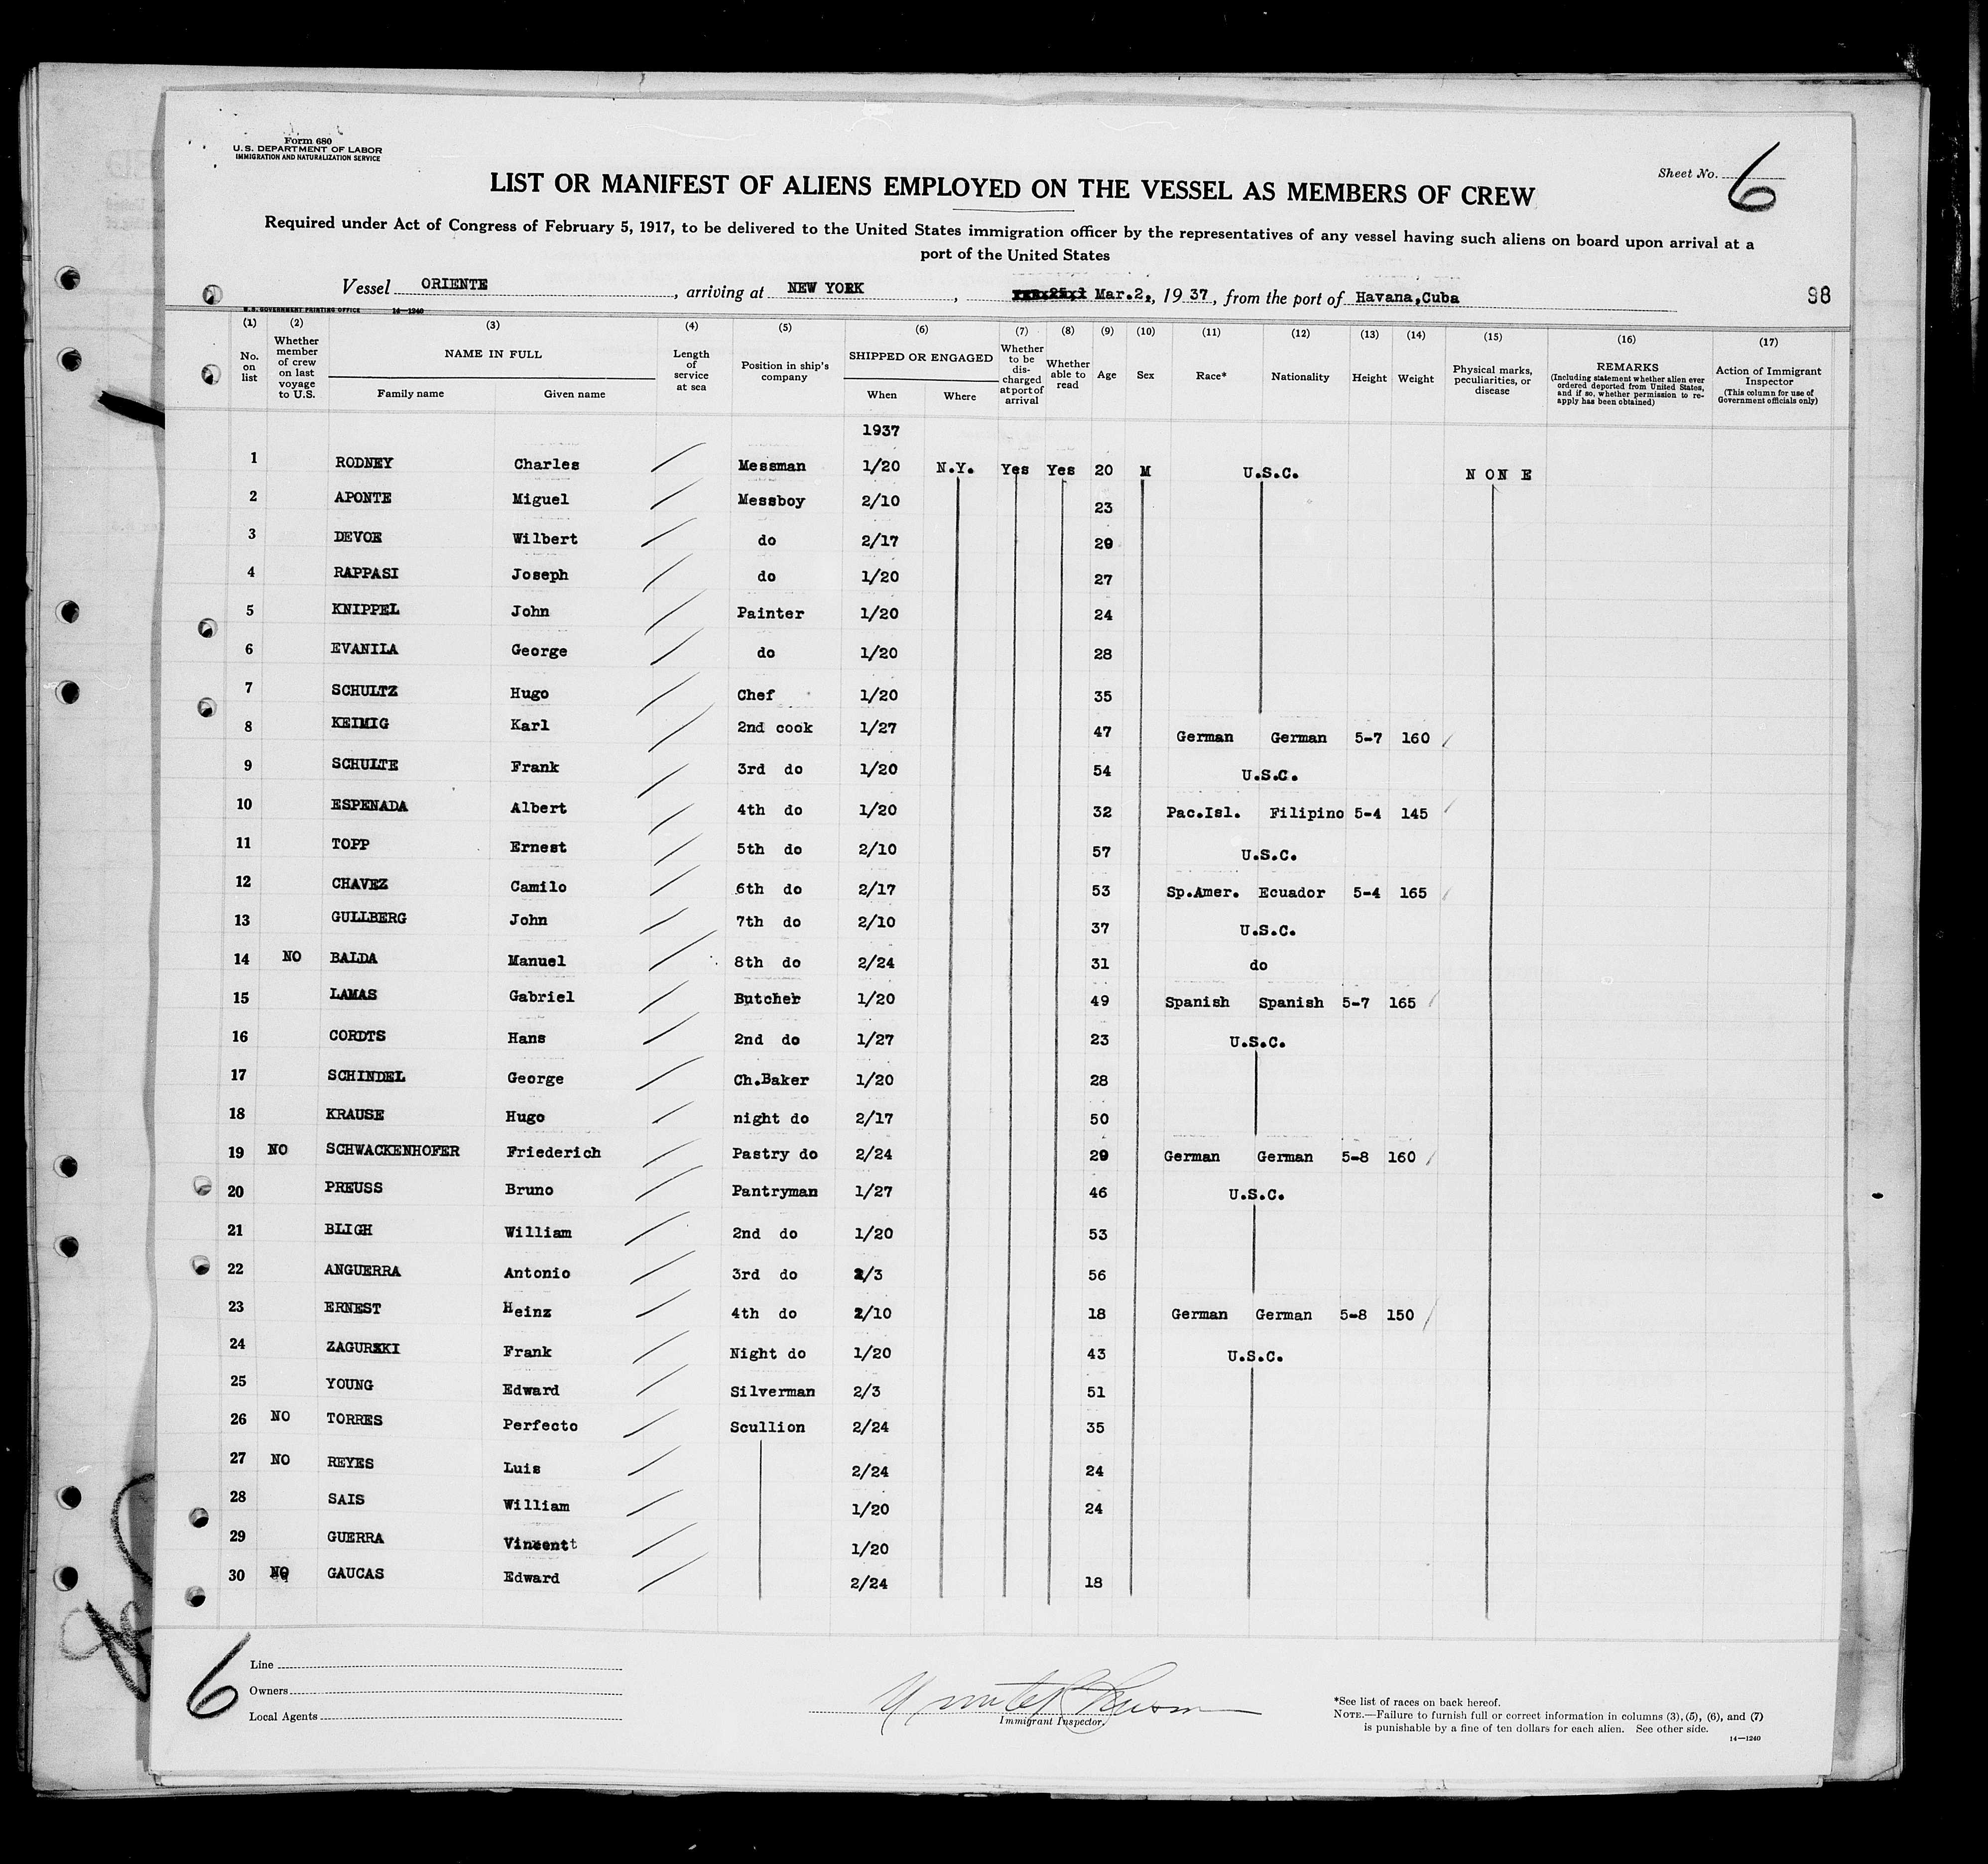 Form 680
U.S. DEPARTMENT OF LABOR
IMMIGRATION AND NATURALIZATION SERVICE
Sheet No. 6
LIST OR MANIFEST OF ALIENS EMPLOYED ON THE VESSEL AS MEMBERS OF CREW
Required under Act of Congress of February 5, 1917, to be delivered to the United States immigration officer by the representatives of any vessel having such aliens on board upon arrival at a
port of the United States
Vessel ORIENTE, arriving at NEW YORK, Mar.2, 1937, from the port of Havana,Cuba
98
U.S. GOVERNMENT PRINTING OFFICE 14—1240
(1) (2) (3) (4) (5) (6) (7) (8) (9) (10) (11) (12) (13) (14) (15) (16) (17)
No. on list
Whether member of crew on last voyage to U.S.
NAME IN FULL
Family name Given name
Length of service at sea
Position in ship's company
SHIPPED OR ENGAGED
When Where
Whether to be discharged at port of arrival
Whether able to read
Age Sex Race* Nationality Height Weight
Physical marks, peculiarities, or disease
REMARKS
(Including statement whether alien ever ordered deported from United States, and if so, whether permission to re-apply has been obtained)
Action of Immigrant Inspector
(This column for use of Government officials only)
1937
1 RODNEY Charles Messman 1/20 N.Y. Yes Yes 20 M U.S.C. NONE
2 APONTE Miguel Messboy 2/10 23
3 DEVOE Wilbert do 2/17 29
4 RAPPASI Joseph do 1/20 27
5 KNIPPEL John Painter 1/20 24
6 EVANILA George do 1/20 28
7 SCHULTZ Hugo Chef 1/20 35
8 KEIMIG Karl 2nd cook 1/27 47 German German 5-7 160
9 SCHULTE Frank 3rd do 1/20 54 U.S.C.
10 ESPENADA Albert 4th do 1/20 32 Pac.Isl. Filipino 5-4 145
11 TOPP Ernest 5th do 2/10 57 U.S.C.
12 CHAVEZ Camilo 6th do 2/17 53 Sp.Amer. Ecuador 5-4 165
13 GULLBERG John 7th do 2/10 37 U.S.C.
14 NO BALDA Manuel 8th do 2/24 31 do
15 LAMAS Gabriel Butcher 1/20 49 Spanish Spanish 5-7 165
16 CORDTS Hans 2nd do 1/27 23 U.S.C.
17 SCHINDEL George Ch.Baker 1/20 28
18 KRAUSE Hugo night do 2/17 50
19 NO SCHWACKENHOFER Friederich Pastry do 2/24 29 German German 5-8 160
20 PREUSS Bruno Pantryman 1/27 46 U.S.C.
21 BLIGH William 2nd do 1/20 53
22 ANGUERRA Antonio 3rd do 2/3 56
23 ERNEST Heinz 4th do 2/10 18 German German 5-8 150
24 ZAGURSKI Frank Night do 1/20 43 U.S.C.
25 YOUNG Edward Silverman 2/3 51
26 NO TORRES Perfecto Scullion 2/24 35
27 NO REYES Luis 2/24 24
28 SAIS William 1/20 24
29 GUERRA Vincent 1/20
30 NO GAUCAS Edward 2/24 18
6
Line
Owners
Local Agents
Immigrant Inspector.
*See list of races on back hereof.
NOTE.—Failure to furnish full or correct information in columns (3), (5), (6), and (7)
is punishable by a fine of ten dollars for each alien. See other side.
14—1240